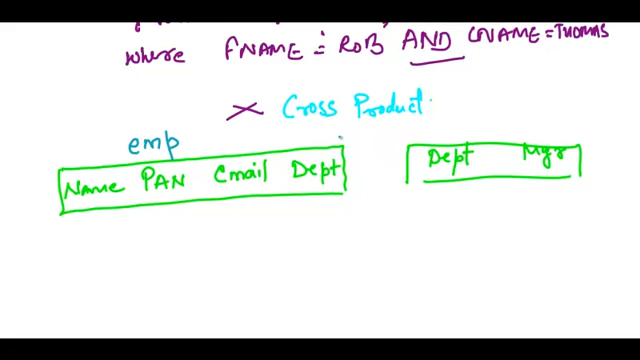 where FNAME = ROB AND LNAME = THOMAS
× Cross Product
emp
Name PAN Email Dept
Dept Mgr